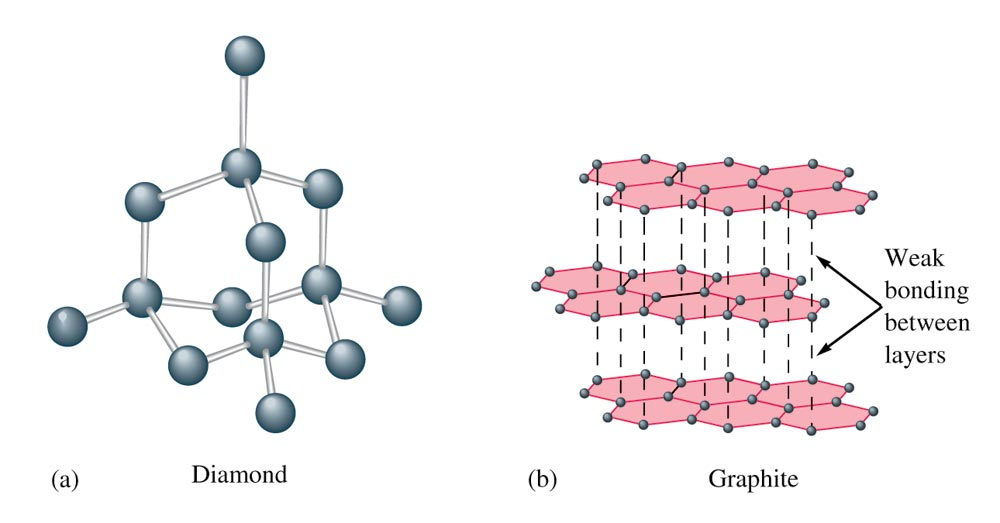 Weak
bonding
between
layers
(a)
Diamond
(b)
Graphite